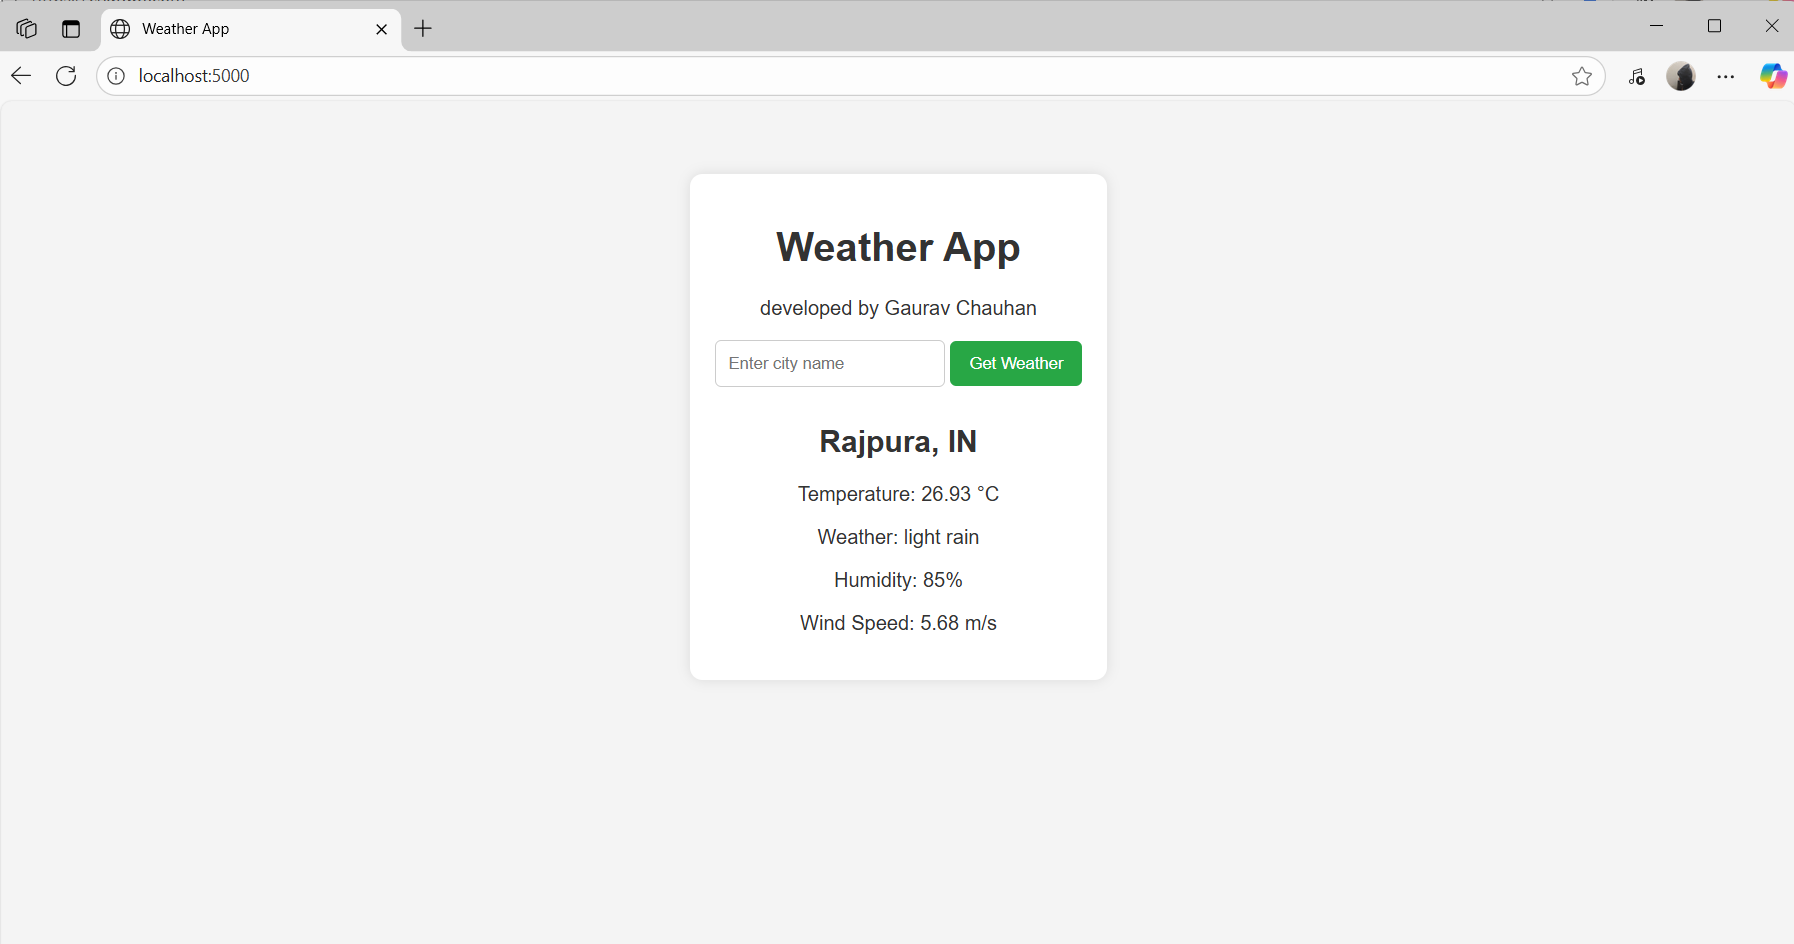 Weather App
localhost:5000
Weather App
developed by Gaurav Chauhan
Enter city name Get Weather
Rajpura, IN
Temperature: 26.93 °C
Weather: light rain
Humidity: 85%
Wind Speed: 5.68 m/s